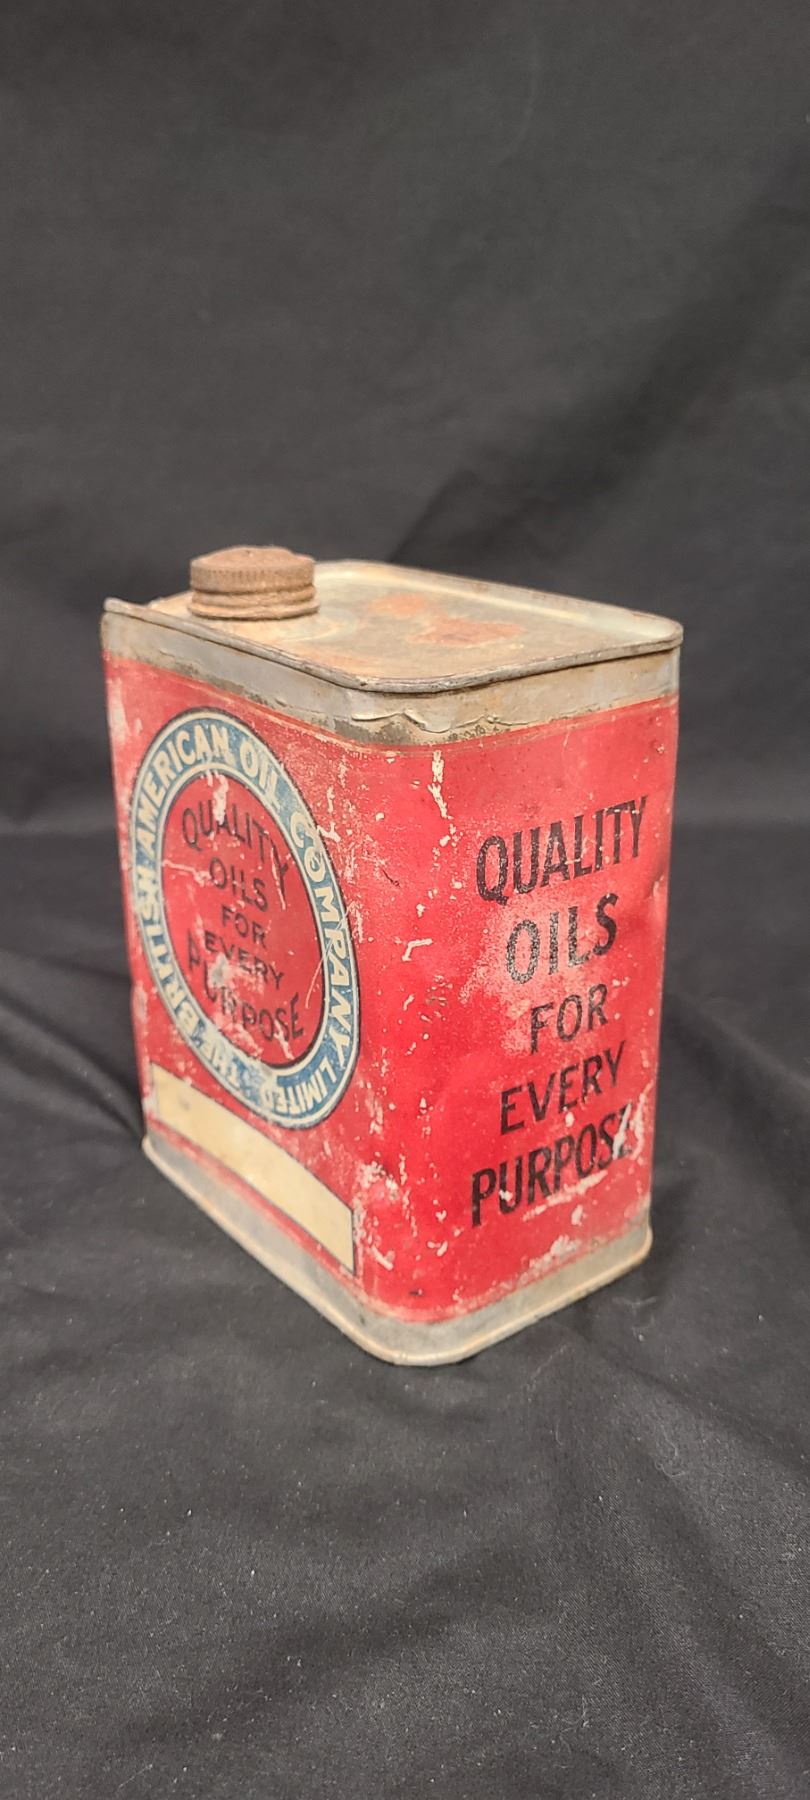 THE BRITISH AMERICAN OIL COMPANY LIMITED
QUALITY
OILS
FOR
EVERY
PURPOSE
QUALITY
OILS
FOR
EVERY
PURPOSE